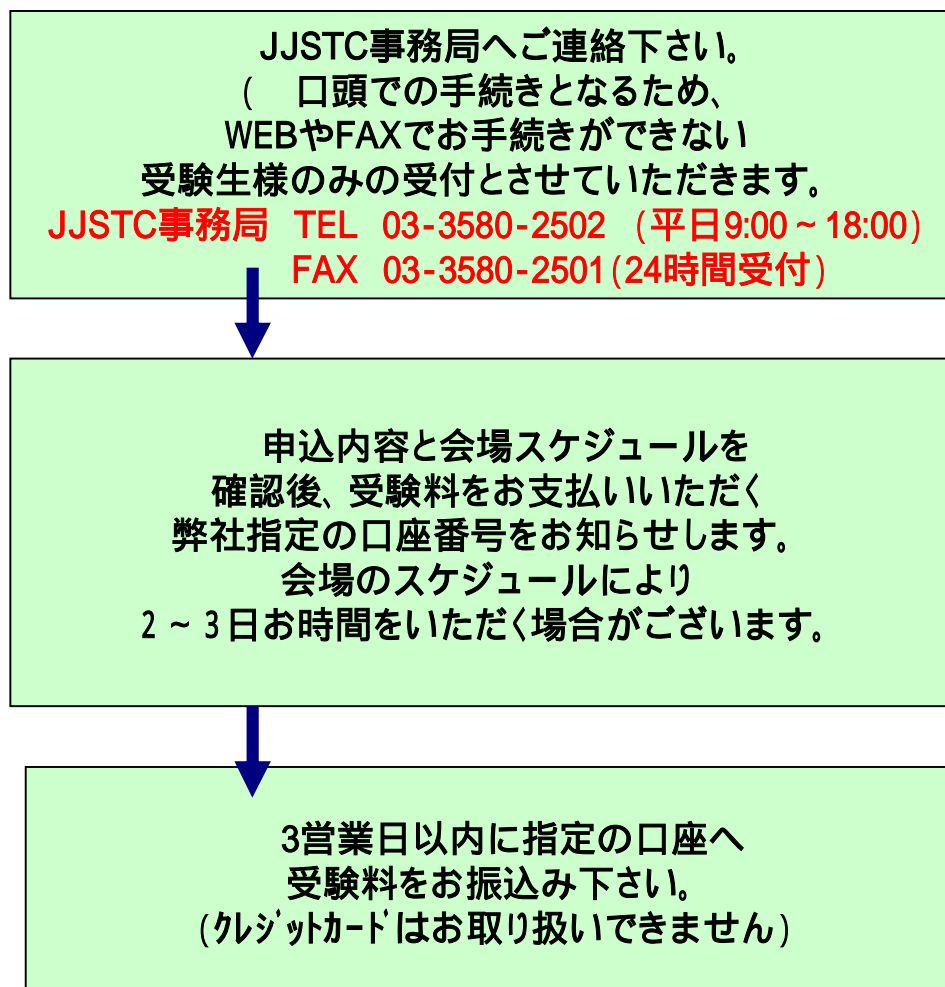 JJSTC事務局へご連絡下さい。
(　口頭での手続きとなるため、
WEBやFAXでお手続きができない
受験生様のみの受付とさせていただきます。
JJSTC事務局　TEL　03-3580-2502　(平日9:00～18:00)
FAX　03-3580-2501(24時間受付)
申込内容と会場スケジュールを
確認後、受験料をお支払いいただく
弊社指定の口座番号をお知らせします。
会場のスケジュールにより
２～３日お時間をいただく場合がございます。
3営業日以内に指定の口座へ
受験料をお振込み下さい。
(ｸﾚｼﾞｯﾄｶｰﾄﾞはお取り扱いできません)